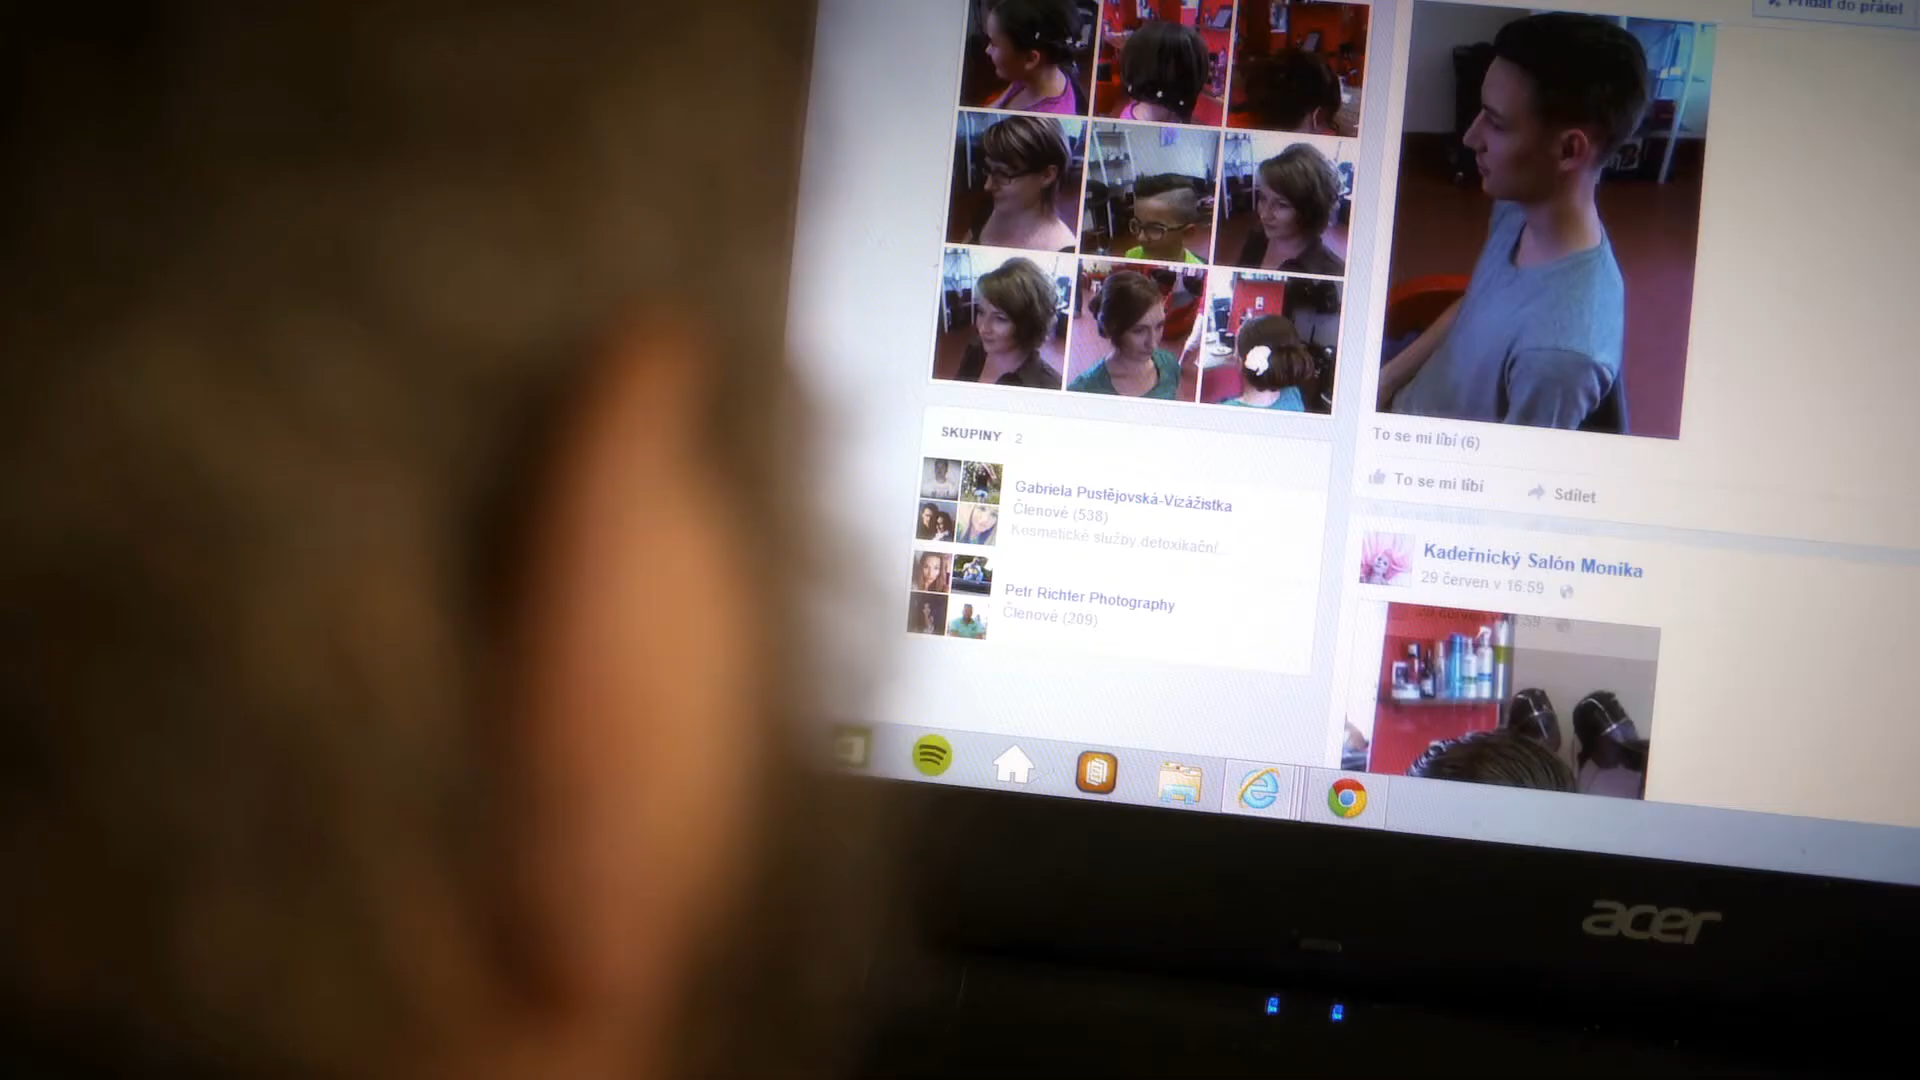 Přidat do přátel
To se mi líbí (6)
To se mi líbí
Sdílet
SKUPINY 2
Gabriela Pustějovská-Vizážistka
Členové (538)
Kosmetické služby,detoxikační/...
Petr Richter Photography
Členové (209)
Kadeřnický Salón Monika
29 červen v 16:59
acer